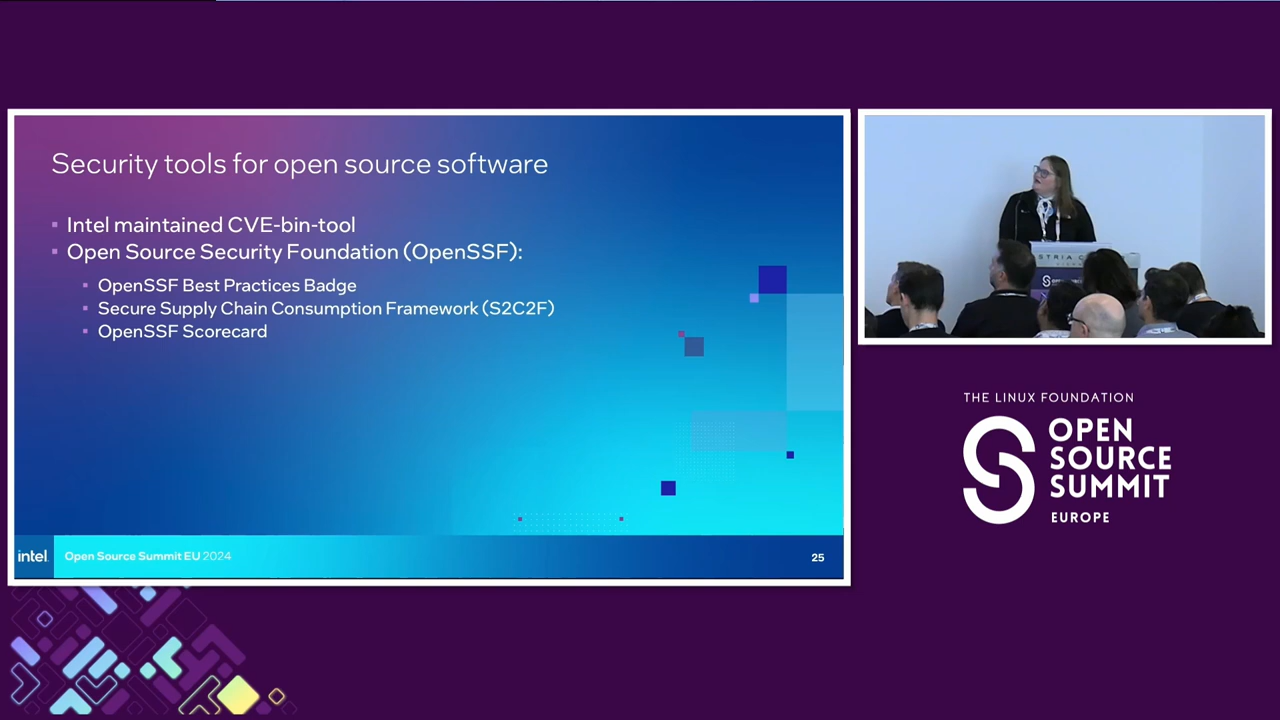 Security tools for open source software
▪ Intel maintained CVE-bin-tool
▪ Open Source Security Foundation (OpenSSF):
▪ OpenSSF Best Practices Badge
▪ Secure Supply Chain Consumption Framework (S2C2F)
▪ OpenSSF Scorecard
intel.
Open Source Summit EU 2024
25
STRIA C
THE LINUX FOUNDATION
OPEN
SOURCE
SUMMIT
EUROPE